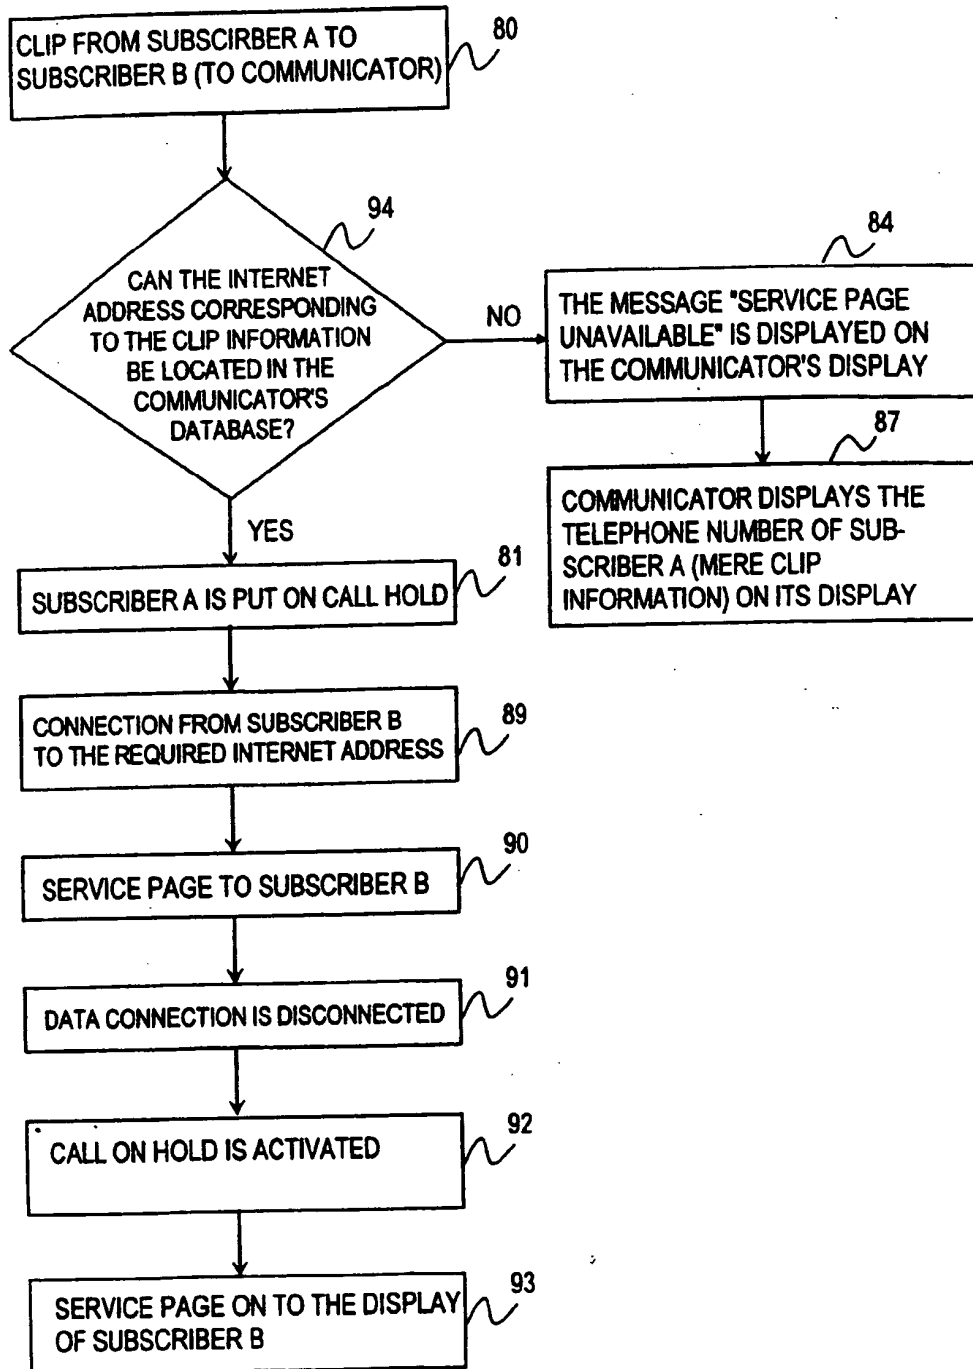 CLIP FROM SUBSCIRBER A TO
SUBSCRIBER B (TO COMMUNICATOR)
80
94
CAN THE INTERNET
ADDRESS CORRESPONDING
TO THE CLIP INFORMATION
BE LOCATED IN THE
COMMUNICATOR'S
DATABASE?
NO
84
THE MESSAGE "SERVICE PAGE
UNAVAILABLE" IS DISPLAYED ON
THE COMMUNICATOR'S DISPLAY
87
COMMUNICATOR DISPLAYS THE
TELEPHONE NUMBER OF SUB-
SCRIBER A (MERE CLIP
INFORMATION) ON ITS DISPLAY
YES
81
SUBSCRIBER A IS PUT ON CALL HOLD
89
CONNECTION FROM SUBSCRIBER B
TO THE REQUIRED INTERNET ADDRESS
90
SERVICE PAGE TO SUBSCRIBER B
91
DATA CONNECTION IS DISCONNECTED
92
CALL ON HOLD IS ACTIVATED
93
SERVICE PAGE ON TO THE DISPLAY
OF SUBSCRIBER B